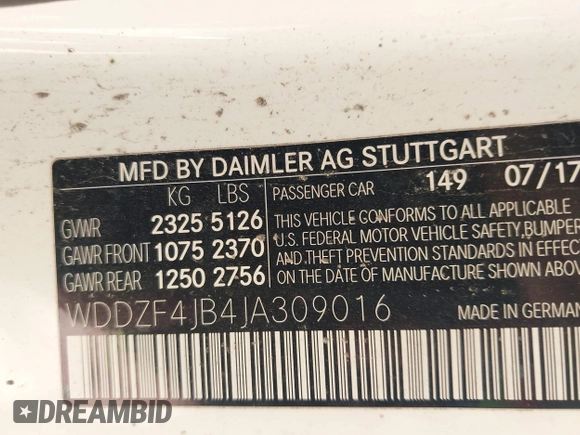 MFD BY DAIMLER AG STUTTGART
KG LBS PASSENGER CAR 149 07/17
GVWR 2325 5126 THIS VEHICLE CONFORMS TO ALL APPLICABLE
GAWR FRONT 1075 2370 U.S. FEDERAL MOTOR VEHICLE SAFETY, BUMPER
GAWR REAR 1250 2756 AND THEFT PREVENTION STANDARDS IN EFFEC
ON THE DATE OF MANUFACTURE SHOWN ABOVE.
WDDZF4JB4JA309016 MADE IN GERMAN
DREAMBID